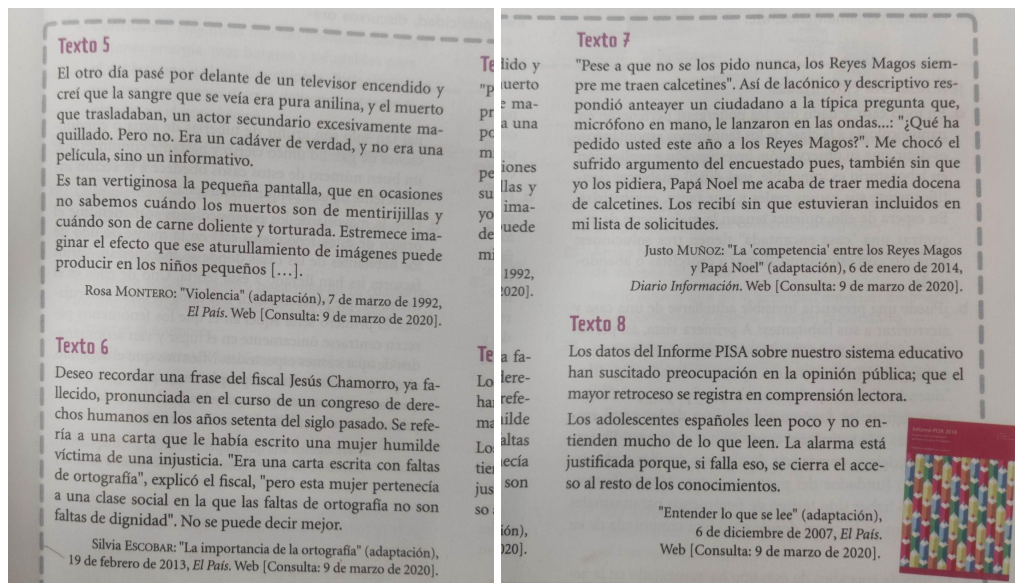 Texto 5
El otro día pasé por delante de un televisor encendido y
creí que la sangre que se veía era pura anilina, y el muerto
que trasladaban, un actor secundario excesivamente ma-
quillado. Pero no. Era un cadáver de verdad, y no era una
película, sino un informativo.
Es tan vertiginosa la pequeña pantalla, que en ocasiones
no sabemos cuándo los muertos son de mentirijillas y
cuándo son de carne doliente y torturada. Estremece ima-
ginar el efecto que ese aturullamiento de imágenes puede
producir en los niños pequeños […].
Rosa MONTERO: "Violencia" (adaptación), 7 de marzo de 1992,
El País. Web [Consulta: 9 de marzo de 2020].
Texto 6
Deseo recordar una frase del fiscal Jesús Chamorro, ya fa-
llecido, pronunciada en el curso de un congreso de dere-
chos humanos en los años setenta del siglo pasado. Se refe-
ría a una carta que le había escrito una mujer humilde
víctima de una injusticia. "Era una carta escrita con faltas
de ortografía", explicó el fiscal, "pero esta mujer pertenecía
a una clase social en la que las faltas de ortografía no son
faltas de dignidad". No se puede decir mejor.
Silvia ESCOBAR: "La importancia de la ortografía" (adaptación),
19 de febrero de 2013, El País. Web [Consulta: 9 de marzo de 2020].
Texto 7
"Pese a que no se los pido nunca, los Reyes Magos siem-
pre me traen calcetines". Así de lacónico y descriptivo res-
pondió anteayer un ciudadano a la típica pregunta que,
micrófono en mano, le lanzaron en las ondas...: "¿Qué ha
pedido usted este año a los Reyes Magos?". Me chocó el
sufrido argumento del encuestado pues, también sin que
yo los pidiera, Papá Noel me acaba de traer media docena
de calcetines. Los recibí sin que estuvieran incluidos en
mi lista de solicitudes.
Justo MUÑOZ: "La 'competencia' entre los Reyes Magos
y Papá Noel" (adaptación), 6 de enero de 2014,
Diario Información. Web [Consulta: 9 de marzo de 2020].
Texto 8
Los datos del Informe PISA sobre nuestro sistema educativo
han suscitado preocupación en la opinión pública; que el
mayor retroceso se registra en comprensión lectora.
Los adolescentes españoles leen poco y no en-
tienden mucho de lo que leen. La alarma está
justificada porque, si falla eso, se cierra el acce-
so al resto de los conocimientos.
"Entender lo que se lee" (adaptación),
6 de diciembre de 2007, El País.
Web [Consulta: 9 de marzo de 2020].